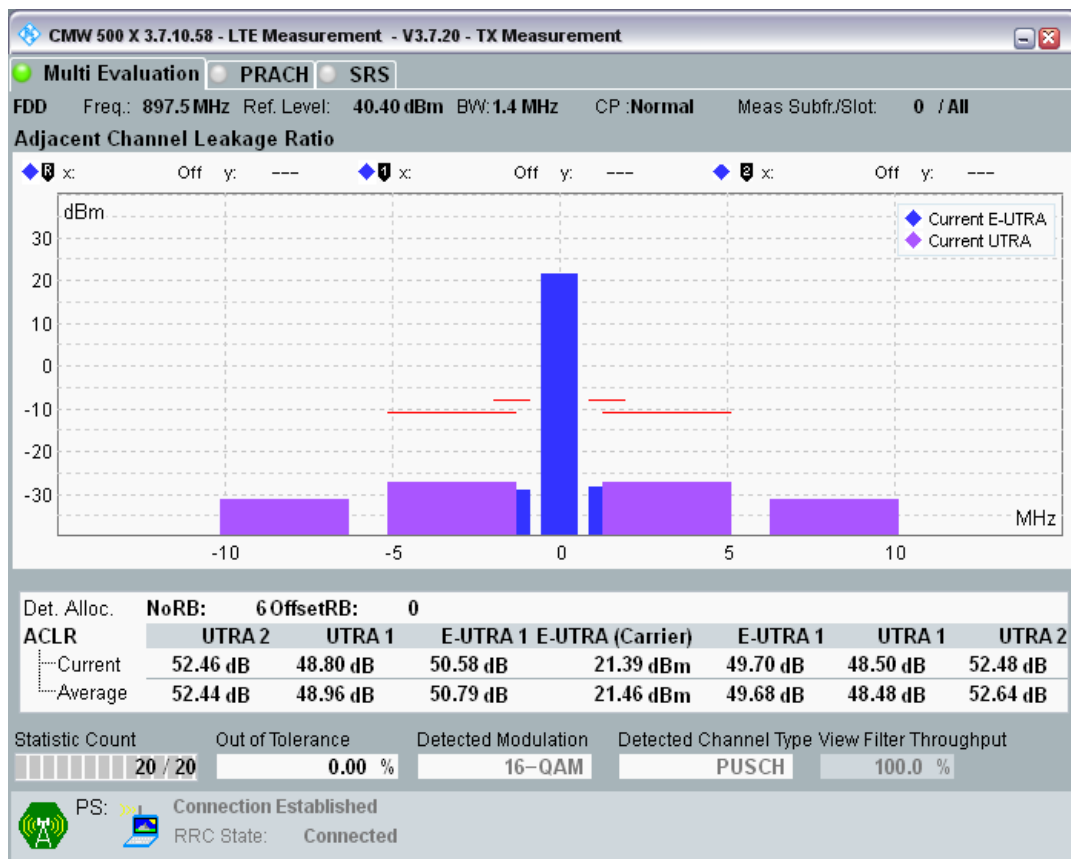 CMW 500 X 3.7.10.58 - LTE Measurement - V3.7.20 - TX Measurement
Multi Evaluation PRACH SRS
FDD Freq.: 897.5 MHz Ref. Level: 40.40 dBm BW: 1.4 MHz CP :Normal Meas Subfr./Slot: 0 / All
Adjacent Channel Leakage Ratio
R x: Off y: --- 1 x: Off y: --- 2 x: Off y: ---
dBm
Current E-UTRA
Current UTRA
30
20
10
0
-10
-20
-30
MHz
-10 -5 0 5 10
Det. Alloc. NoRB: 6 OffsetRB: 0
ACLR UTRA 2 UTRA 1 E-UTRA 1 E-UTRA (Carrier) E-UTRA 1 UTRA 1 UTRA 2
Current 52.46 dB 48.80 dB 50.58 dB 21.39 dBm 49.70 dB 48.50 dB 52.48 dB
Average 52.44 dB 48.96 dB 50.79 dB 21.46 dBm 49.68 dB 48.48 dB 52.64 dB
Statistic Count Out of Tolerance Detected Modulation Detected Channel Type View Filter Throughput
20 / 20 0.00 % 16-QAM PUSCH 100.0 %
PS: Connection Established
RRC State: Connected